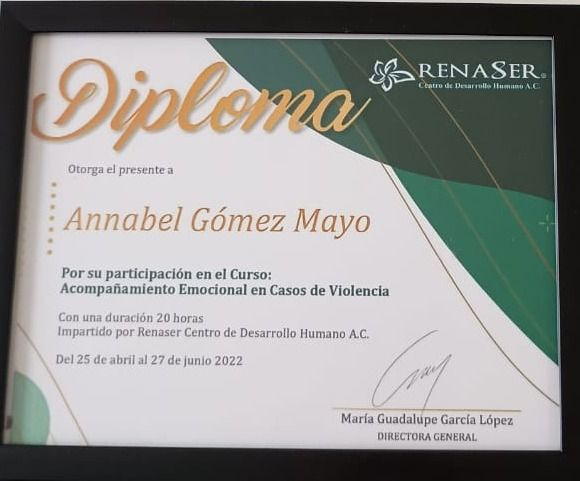 Diploma
RENASER®
Centro de Desarrollo Humano A.C.
Otorga el presente a
Annabel Gómez Mayo
Por su participación en el Curso:
Acompañamiento Emocional en Casos de Violencia
Con una duración 20 horas
Impartido por Renaser Centro de Desarrollo Humano A.C.
Del 25 de abril al 27 de junio 2022
María Guadalupe García López
DIRECTORA GENERAL